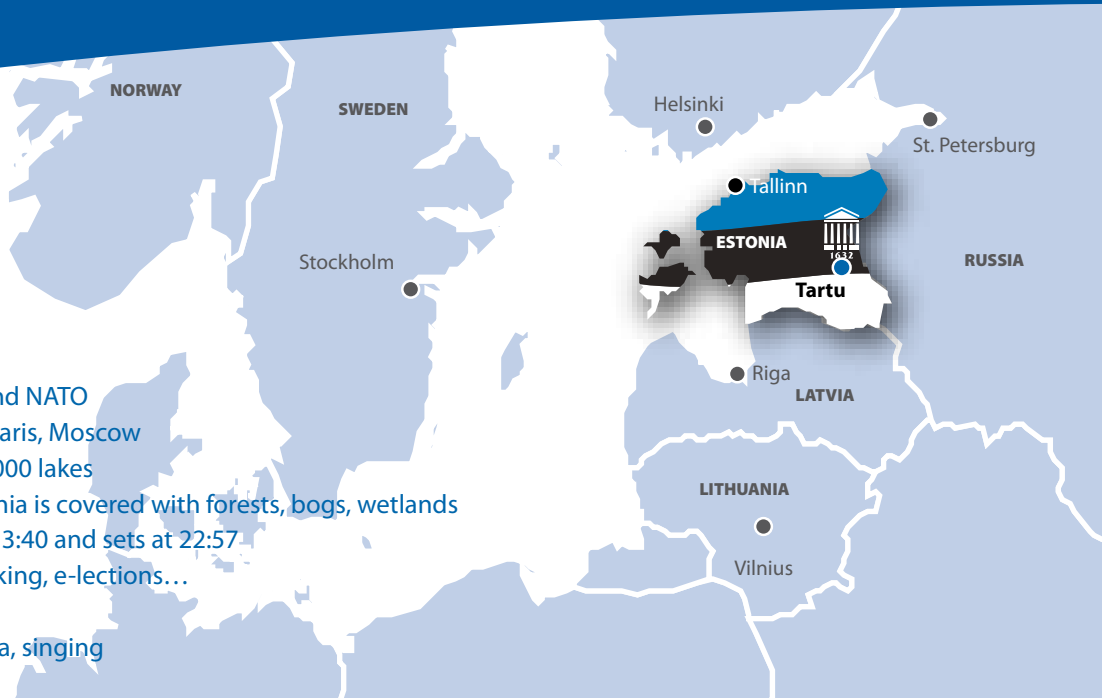 NORWAY
SWEDEN
Helsinki
St. Petersburg
Tallinn
ESTONIA
1632
RUSSIA
Stockholm
Tartu
Riga
LATVIA
nd NATO
aris, Moscow
000 lakes
nia is covered with forests, bogs, wetlands
3:40 and sets at 22:57
king, e-lections…
a, singing
LITHUANIA
Vilnius